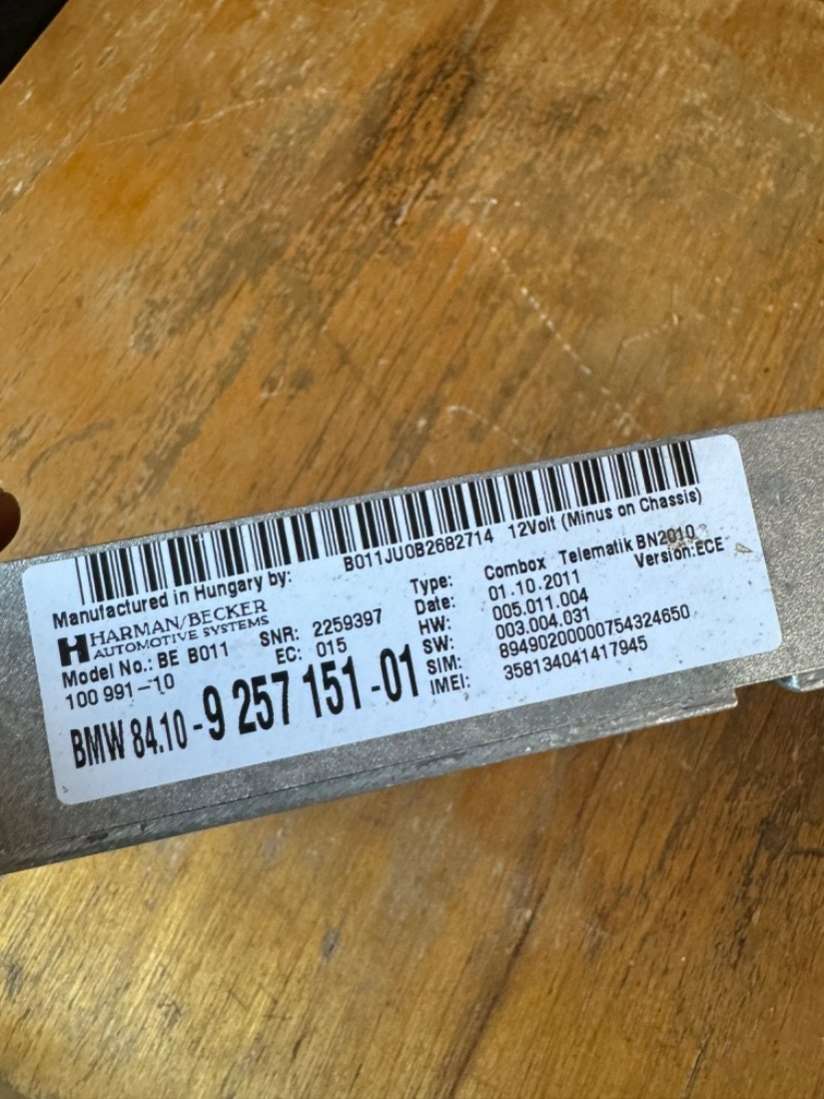 B011JU0B2682714 12Volt (Minus on Chassis)
Manufactured in Hungary by:
HARMAN/BECKER
AUTOMOTIVE SYSTEMS
Model No.: BE B011
100 991-10
SNR: 2259397
EC: 015
BMW 84.10-9 257 151-01
Type: Combox Telematik BN2010
Version:ECE
Date: 01.10.2011
HW: 005.011.004
SW: 003.004.031
SIM: 89490200000754324650
IMEI: 358134041417945